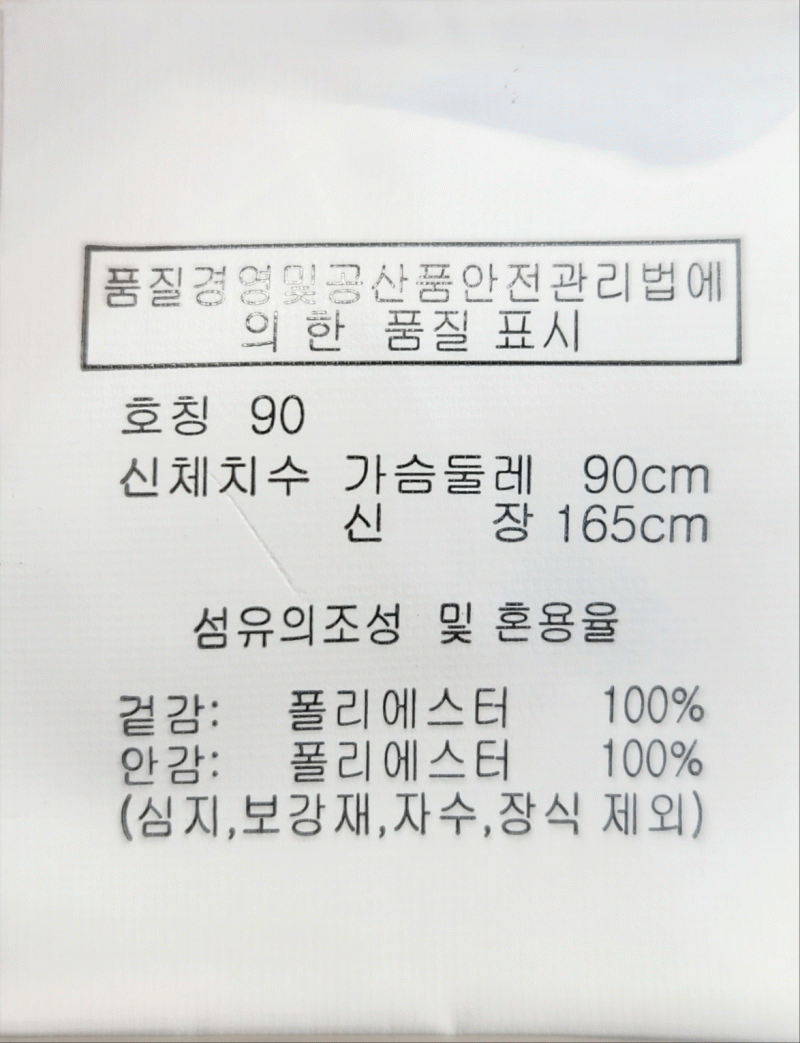 품질경영및공산품안전관리법에
의 한 품질 표시
호칭 90
신체치수 가슴둘레 90cm
신 장 165cm
섬유의조성 및 혼용율
겉감: 폴리에스터 100%
안감: 폴리에스터 100%
(심지,보강재,자수,장식 제외)